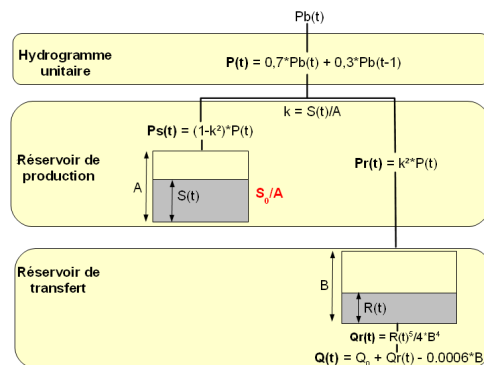 Pb(t)
Hydrogramme
unitaire
P(t) = 0,7*Pb(t) + 0,3*Pb(t-1)
k = S(t)/A
Ps(t) = (1-k²)*P(t)
Réservoir de
production
A
S(t)
S₀/A
Pr(t) = k²*P(t)
Réservoir de
transfert
B
R(t)
Qr(t) = R(t)⁵/4*B⁴
Q(t) = Q₀ + Qr(t) - 0.0006*B